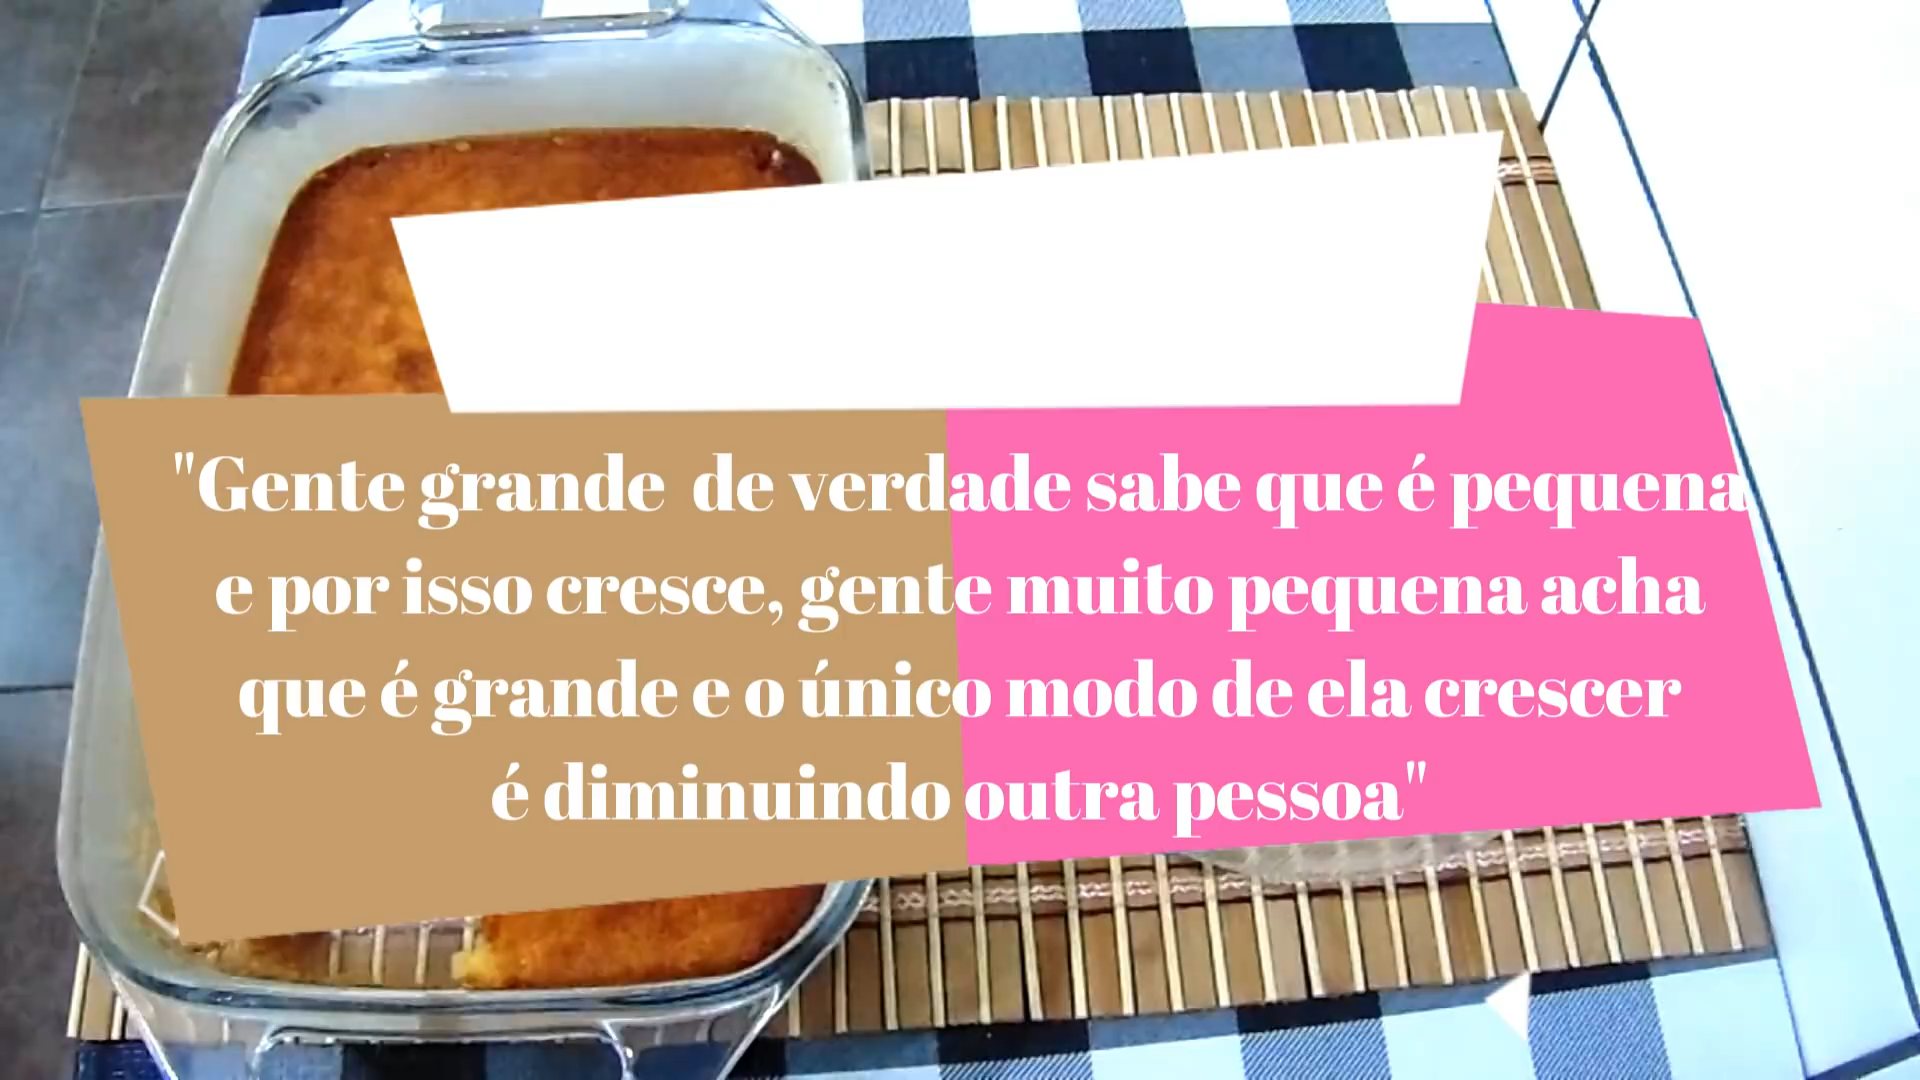 "Gente grande  de verdade sabe que é pequena
e por isso cresce, gente muito pequena acha
que é grande e o único modo de ela crescer
é diminuindo outra pessoa"